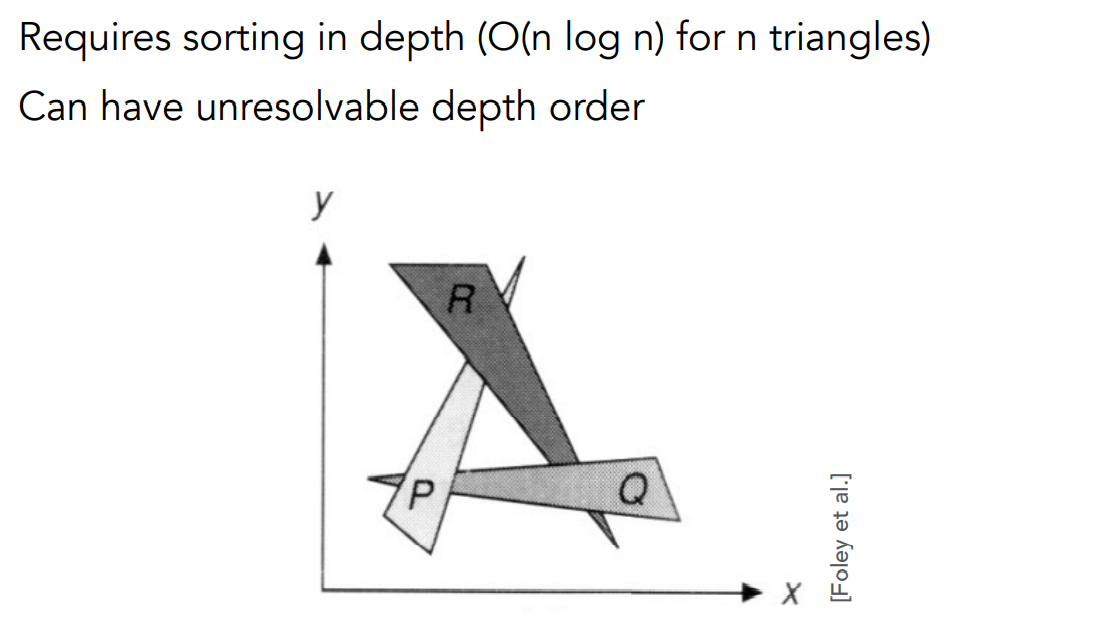 Requires sorting in depth (O(n log n) for n triangles)
Can have unresolvable depth order
y
R
P
Q
x
[Foley et al.]